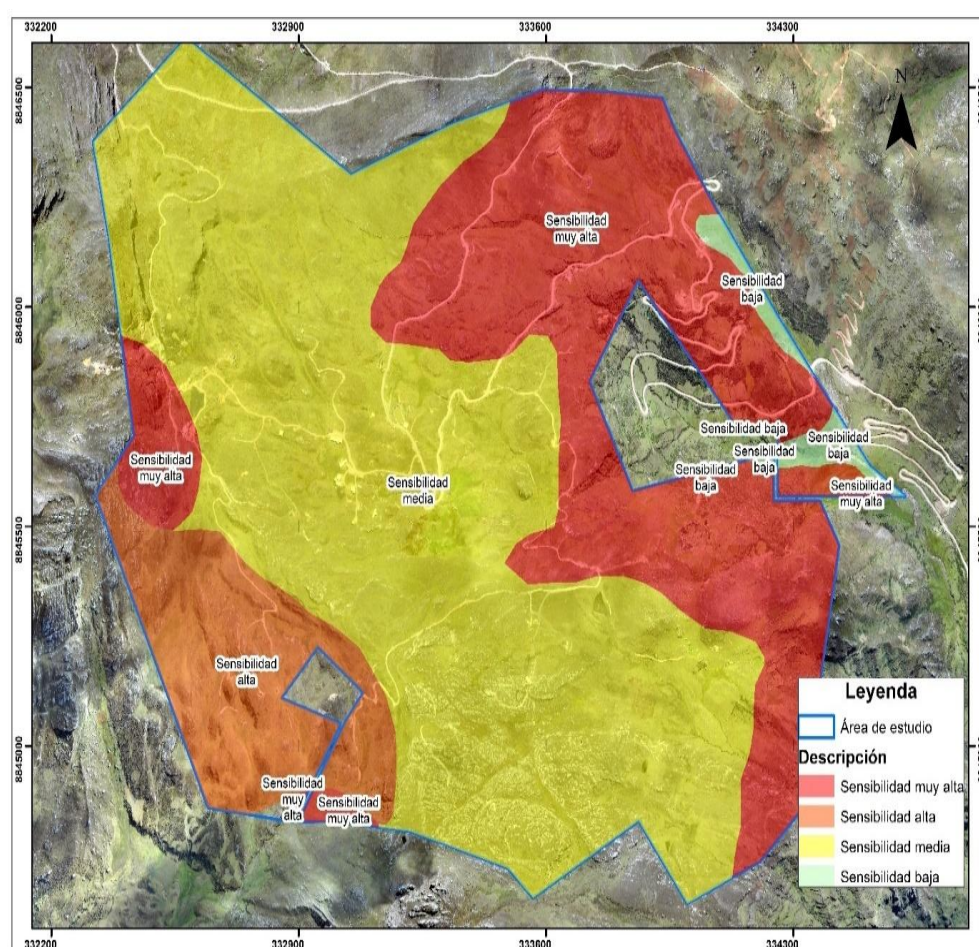 332200 332900 333600 334300
N
8846500
Sensibilidad
muy alta
Sensibilidad
baja
8846000
Sensibilidad baja
Sensibilidad
baja
Sensibilidad
baja
Sensibilidad
baja
Sensibilidad
muy alta
Sensibilidad
media
Sensibilidad
muy alta
8845500
Sensibilidad
alta
Leyenda
Área de estudio
8845000
Descripción
Sensibilidad muy alta
Sensibilidad alta
Sensibilidad media
Sensibilidad baja
Sensibilidad
muy
alta
Sensibilidad
muy alta
332200 332900 333600 334300